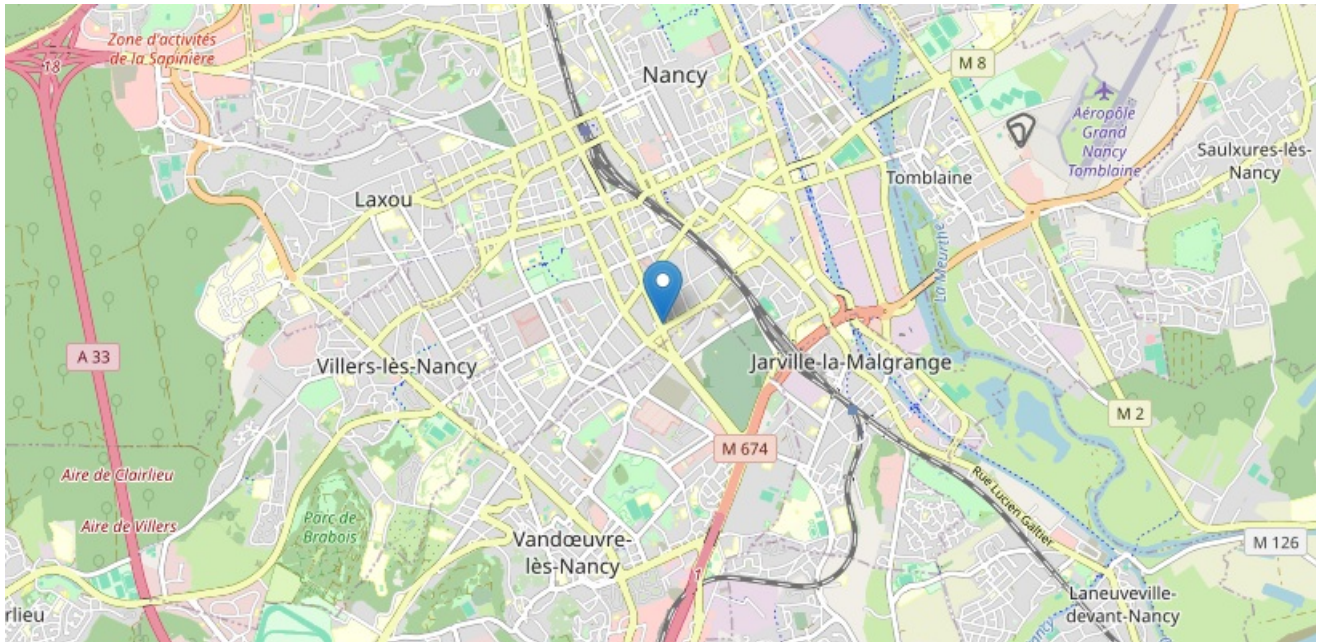 Zone d'activités
de la Sapinière
18
Nancy
M 8
Aéropôle
Grand
Nancy
Tomblaine
Saulxures-lès-
Nancy
Tomblaine
Laxou
La Meurthe
A 33
Villers-lès-Nancy
Jarville-la-Malgrange
M 2
M 674
Aire de Clairlieu
Rue Lucien Galtier
Aire de Villers
Parc de
Brabois
Vandœuvre-
lès-Nancy
M 126
1
Laneuveville-
devant-Nancy
rlieu